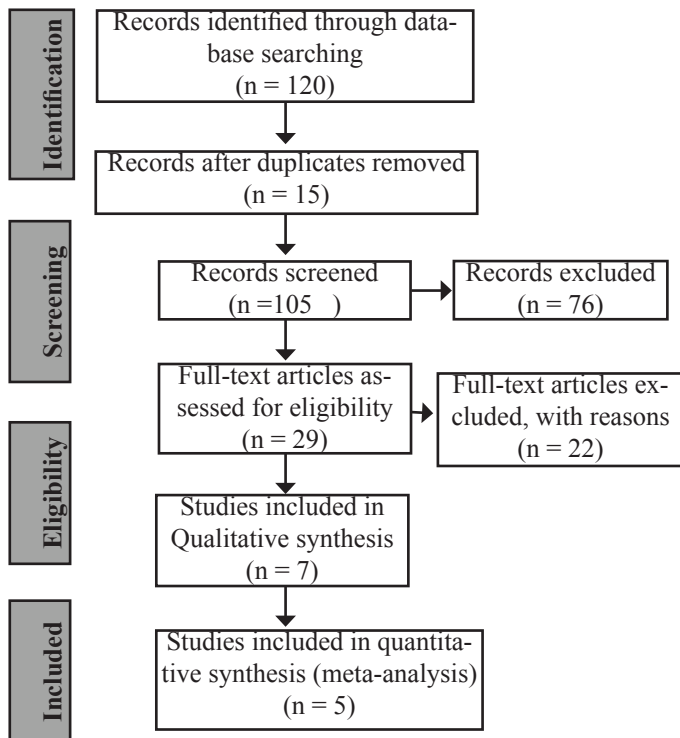 Identification
Records identified through data-
base searching
(n = 120)
Records after duplicates removed
(n = 15)
Screening
Records screened
(n =105   )
Records excluded
(n = 76)
Eligibility
Full-text articles as-
sessed for eligibility
(n = 29)
Full-text articles ex-
cluded, with reasons
(n = 22)
Studies included in
Qualitative synthesis
(n = 7)
Included
Studies included in quantita-
tive synthesis (meta-analysis)
(n = 5)